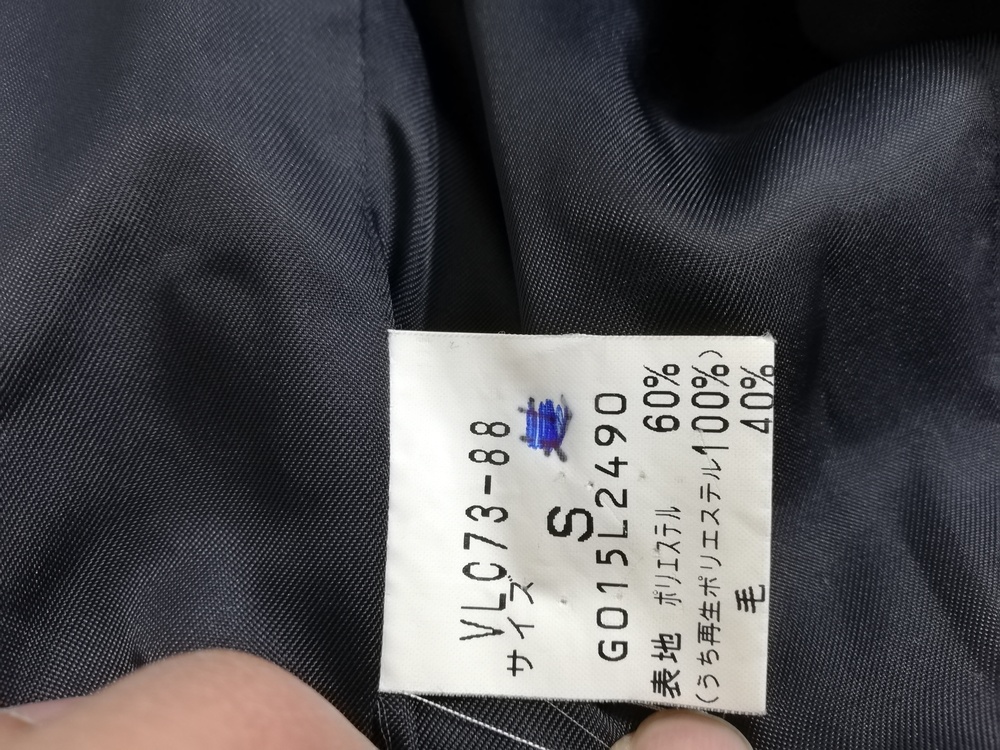 VLC73-88
サイズ S
G015L2490
表地 ポリエステル 60%
(うち再生ポリエステル100%)
毛 40%